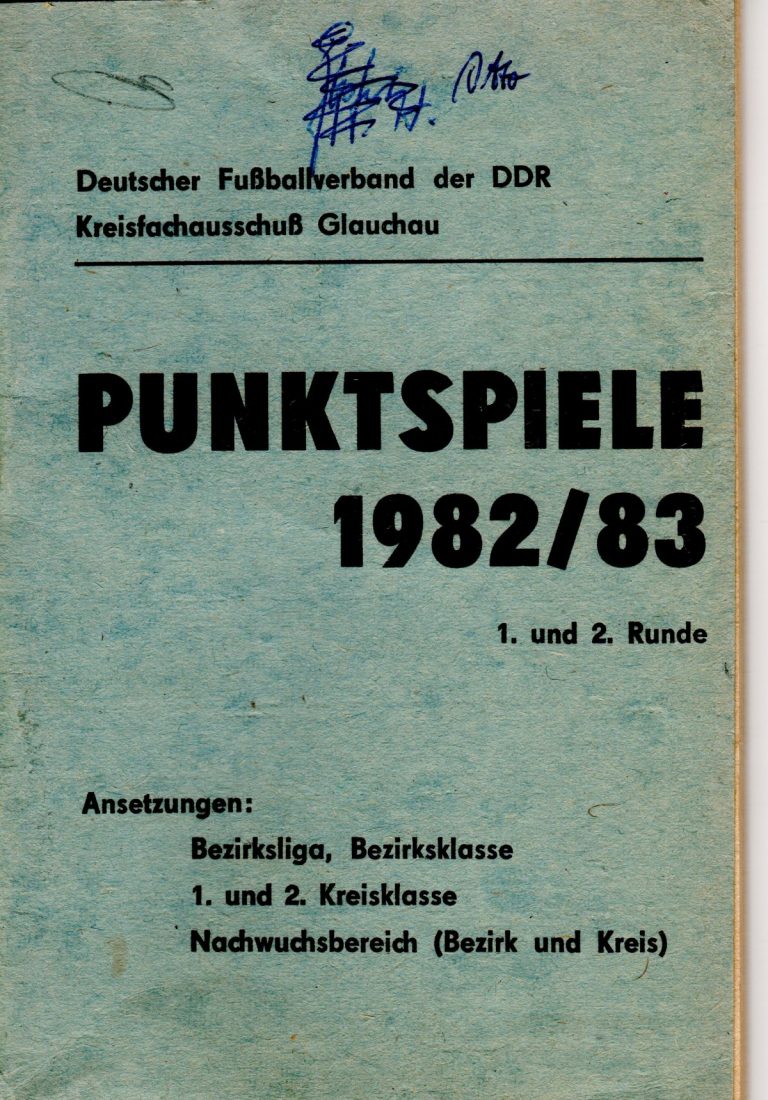 Otto
Deutscher Fußballverband der DDR
Kreisfachausschuß Glauchau
PUNKTSPIELE
1982/83
1. und 2. Runde
Ansetzungen:
Bezirksliga, Bezirksklasse
1. und 2. Kreisklasse
Nachwuchsbereich (Bezirk und Kreis)